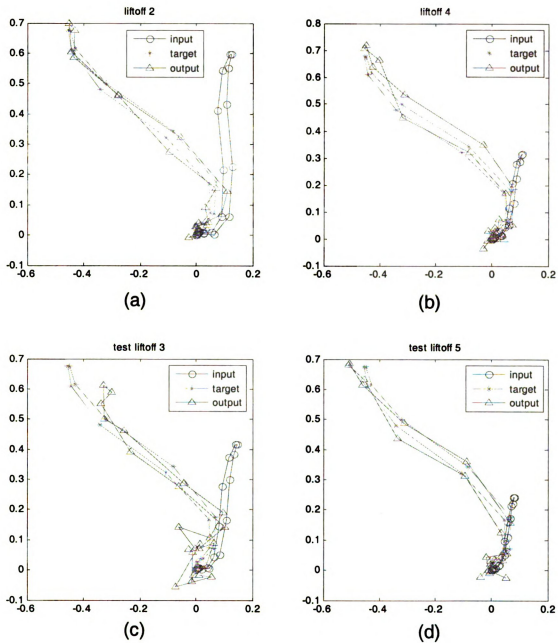 liftoff 2
0.7
0.6
0.5
0.4
0.3
0.2
0.1
0
-0.1
-0.6
-0.4
-0.2
0
0.2
input
target
output
(a)
liftoff 4
0.8
0.7
0.6
0.5
0.4
0.3
0.2
0.1
0
-0.1
-0.6
-0.4
-0.2
0
0.2
input
target
output
(b)
test liftoff 3
0.7
0.6
0.5
0.4
0.3
0.2
0.1
0
-0.1
-0.6
-0.4
-0.2
0
0.2
input
target
output
(c)
test liftoff 5
0.7
0.6
0.5
0.4
0.3
0.2
0.1
0
-0.1
-0.6
-0.4
-0.2
0
0.2
input
target
output
(d)